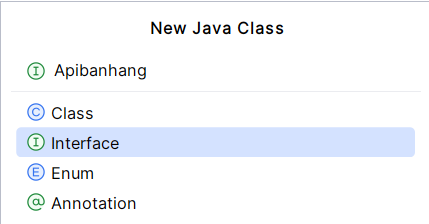 New Java Class
I Apibanhang
C Class
I Interface
E Enum
@ Annotation